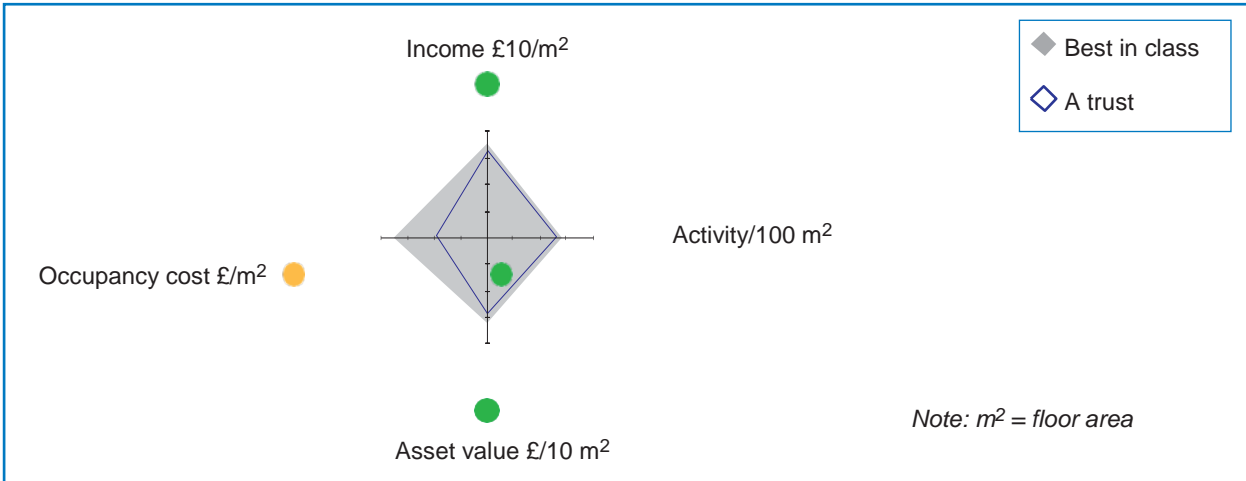 Income £10/m²
Best in class
A trust
Activity/100 m²
Occupancy cost £/m²
Note: m² = floor area
Asset value £/10 m²